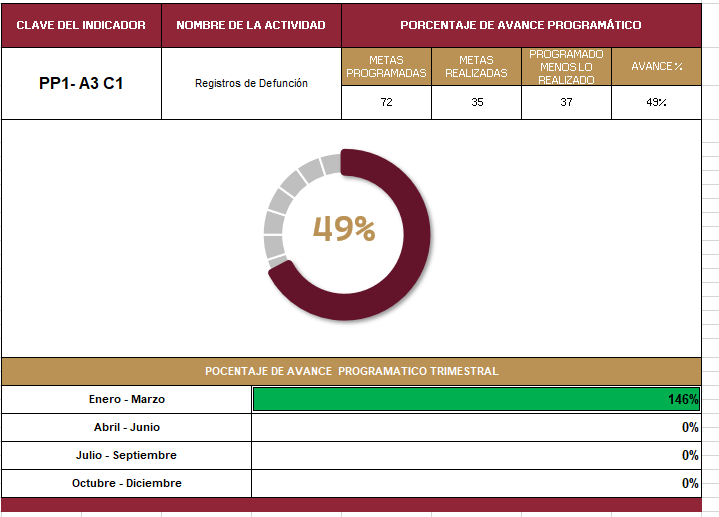 CLAVE DEL INDICADOR
NOMBRE DE LA ACTIVIDAD
PORCENTAJE DE AVANCE PROGRAMÁTICO
PP1- A3 C1
Registros de Defunción
METAS
PROGRAMADAS
METAS
REALIZADAS
PROGRAMADO
MENOS LO
REALIZADO
AVANCE %
72
35
37
49%
49%
POCENTAJE DE AVANCE PROGRAMATICO TRIMESTRAL
Enero - Marzo
146%
Abril - Junio
0%
Julio - Septiembre
0%
Octubre - Diciembre
0%